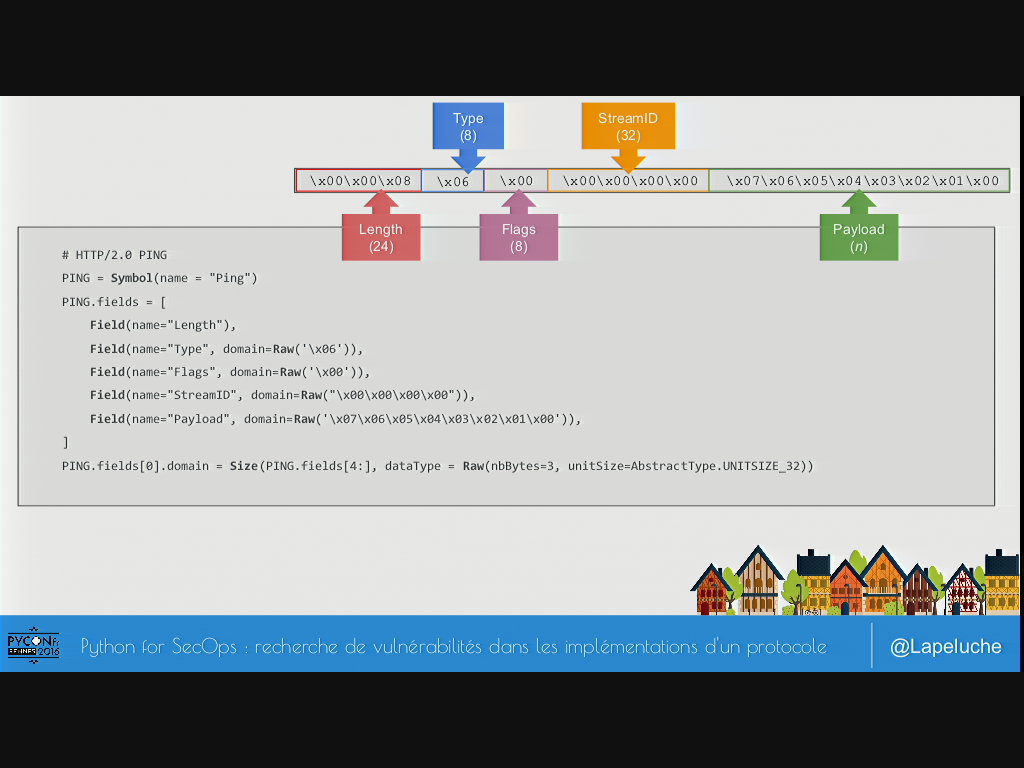 Type
(8)
StreamID
(32)
\x00\x00\x08 \x06 \x00 \x00\x00\x00\x00 \x07\x06\x05\x04\x03\x02\x01\x00
Length
(24)
Flags
(8)
Payload
(n)
# HTTP/2.0 PING
PING = Symbol(name = "Ping")
PING.fields = [
Field(name="Length"),
Field(name="Type", domain=Raw('\x06')),
Field(name="Flags", domain=Raw('\x00')),
Field(name="StreamID", domain=Raw("\x00\x00\x00\x00")),
Field(name="Payload", domain=Raw('\x07\x06\x05\x04\x03\x02\x01\x00')),
]
PING.fields[0].domain = Size(PING.fields[4:], dataType = Raw(nbBytes=3, unitSize=AbstractType.UNITSIZE_32))
PYCONfr
RENNES 2016
Python for SecOps : recherche de vulnérabilités dans les implémentations d'un protocole
@Lapeluche